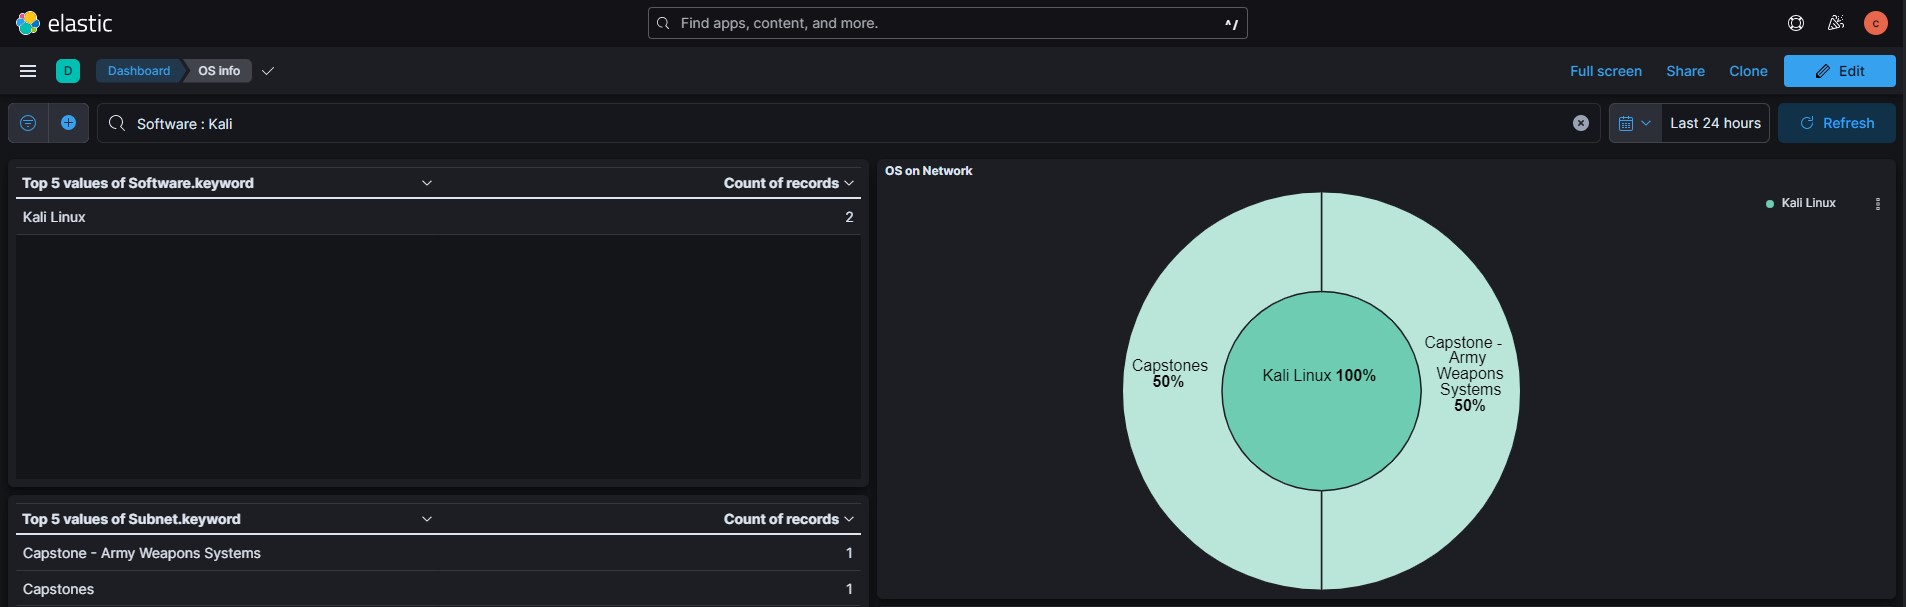 elastic
Find apps, content, and more.
^/
C
D
Dashboard
OS info
Full screen
Share
Clone
Edit
Software : Kali
Last 24 hours
Refresh
Top 5 values of Software.keyword
Count of records
Kali Linux
2
Top 5 values of Subnet.keyword
Count of records
Capstone - Army Weapons Systems
1
Capstones
1
OS on Network
Kali Linux
Capstones
50%
Kali Linux 100%
Capstone -
Army
Weapons
Systems
50%